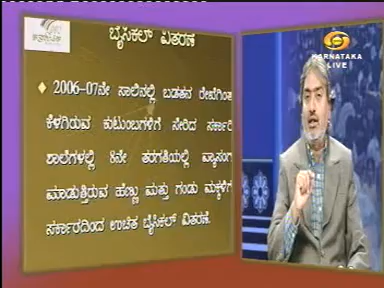 ಬೈಸಿಕಲ್ ವಿತರಣೆ
KARNATAKA
LIVE
2006-07ನೇ ಸಾಲಿನಲ್ಲಿ ಬಡತನ ರೇಖೆಗಿಂತ
ಕೆಳಗಿರುವ ಕುಟುಂಬಗಳಿಗೆ ಸೇರಿದ ಸರ್ಕಾರಿ
ಶಾಲೆಗಳಲ್ಲಿ 8ನೇ ತರಗತಿಯಲ್ಲಿ ವ್ಯಾಸಂಗ
ಮಾಡುತ್ತಿರುವ ಹೆಣ್ಣು ಮತ್ತು ಗಂಡು ಮಕ್ಕಳಿಗೆ
ಸರ್ಕಾರದಿಂದ ಉಚಿತ ಬೈಸಿಕಲ್ ವಿತರಣೆ.